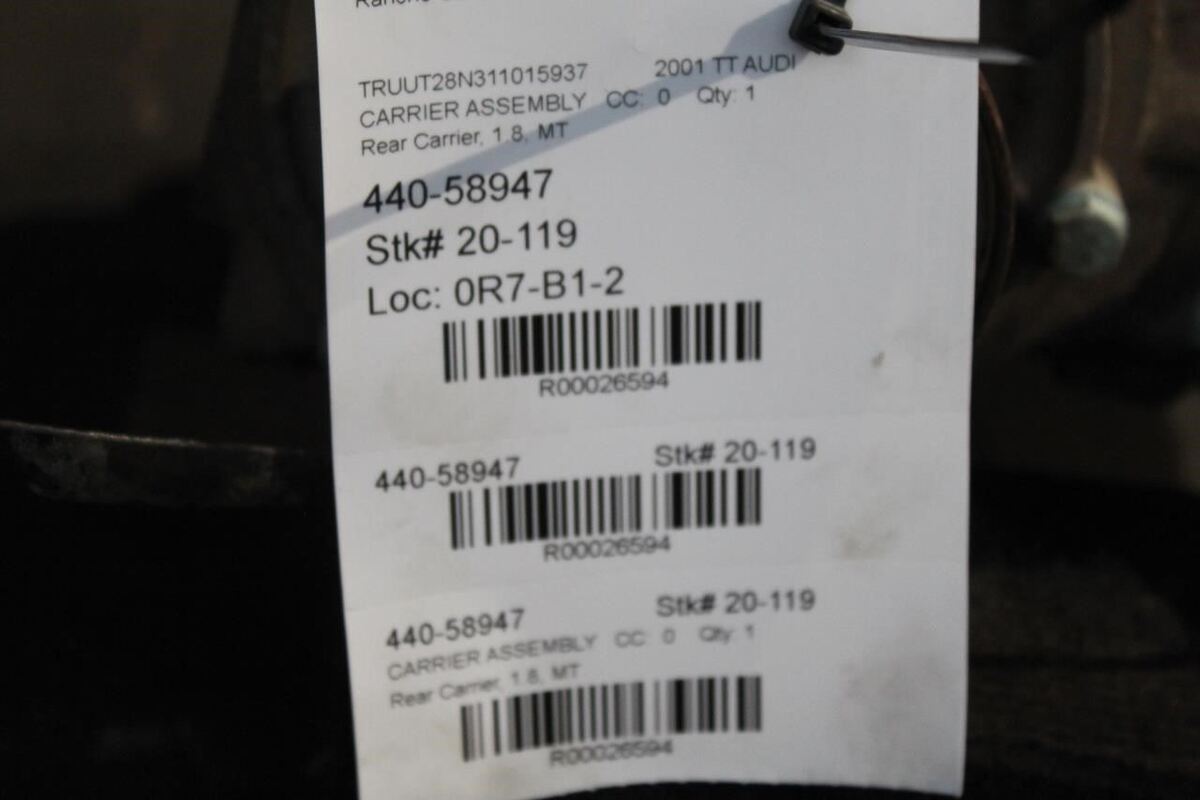 TRUUT28N311015937 2001 TT AUDI
CARRIER ASSEMBLY CC: 0 Qty: 1
Rear Carrier, 1.8, MT
440-58947
Stk# 20-119
Loc: 0R7-B1-2
R00026594
440-58947 Stk# 20-119
R00026594
440-58947 Stk# 20-119
CARRIER ASSEMBLY CC: 0 Qty: 1
Rear Carrier, 1.8, MT
R00026594